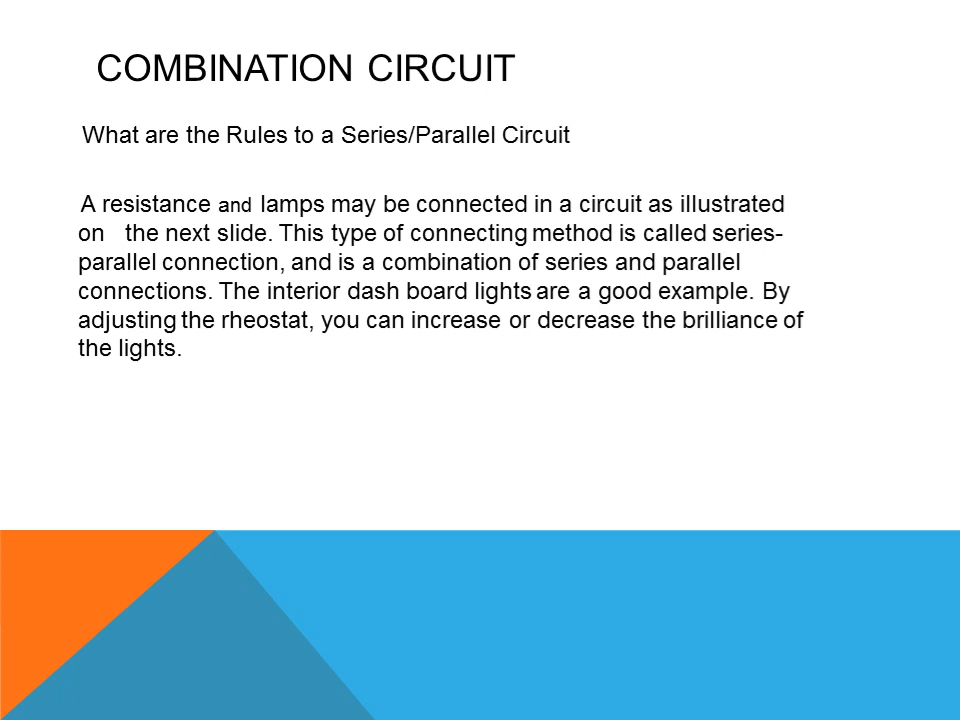 COMBINATION CIRCUIT
What are the Rules to a Series/Parallel Circuit
A resistance and lamps may be connected in a circuit as illustrated
on the next slide. This type of connecting method is called series-
parallel connection, and is a combination of series and parallel
connections. The interior dash board lights are a good example. By
adjusting the rheostat, you can increase or decrease the brilliance of
the lights.